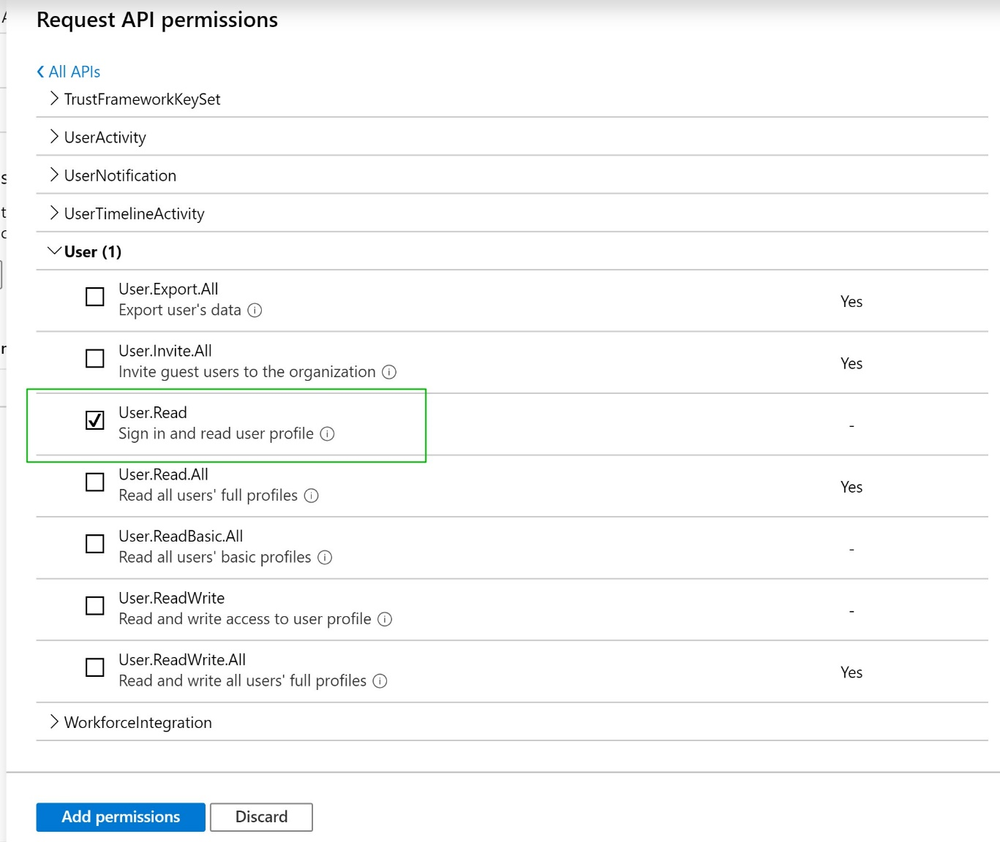 Request API permissions
All APIs
TrustFrameworkKeySet
UserActivity
UserNotification
UserTimelineActivity
User (1)
User.Export.All
Export user's data
Yes
User.Invite.All
Invite guest users to the organization
Yes
User.Read
Sign in and read user profile
-
User.Read.All
Read all users' full profiles
Yes
User.ReadBasic.All
Read all users' basic profiles
-
User.ReadWrite
Read and write access to user profile
-
User.ReadWrite.All
Read and write all users' full profiles
Yes
WorkforceIntegration
Add permissions
Discard